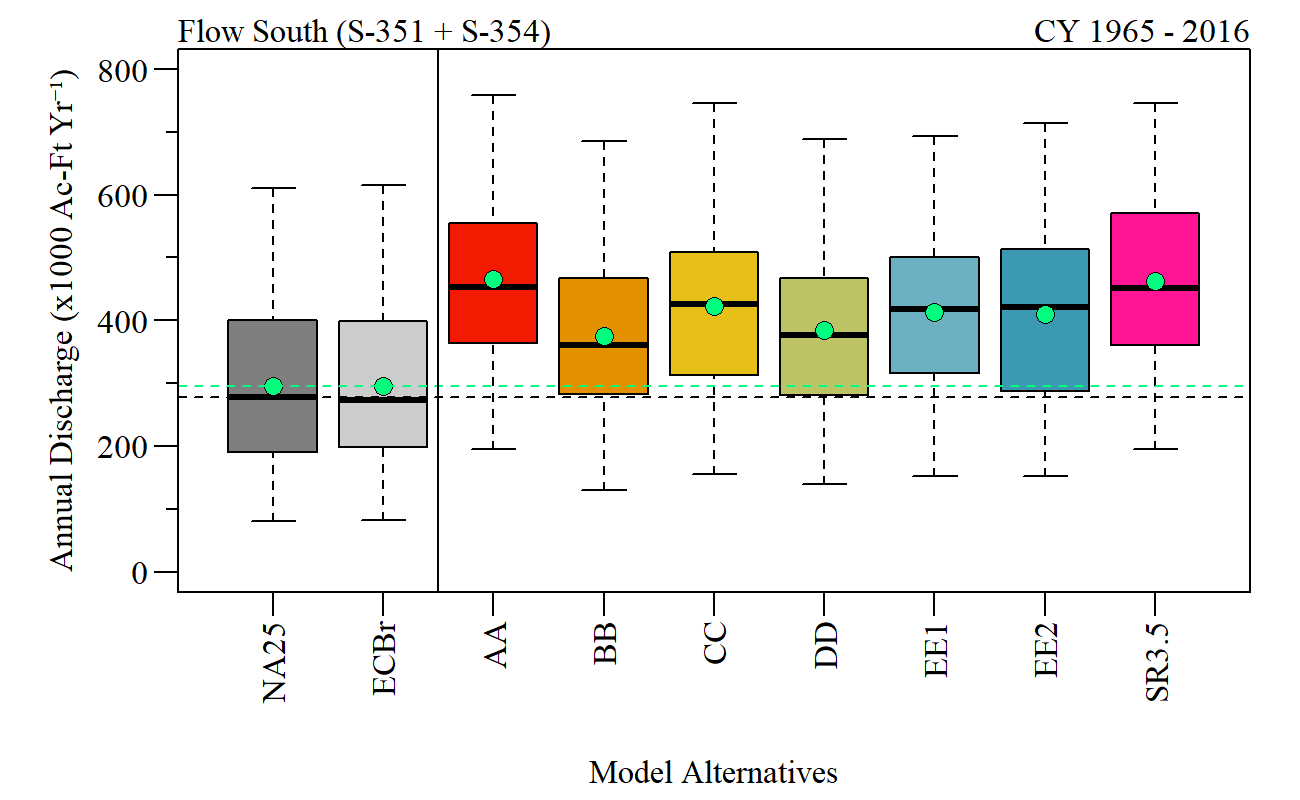 Flow South (S-351 + S-354)
CY 1965 - 2016
Annual Discharge (x1000 Ac-Ft Yr⁻¹)
800
600
400
200
0
NA25
ECBr
AA
BB
CC
DD
EE1
EE2
SR3.5
Model Alternatives